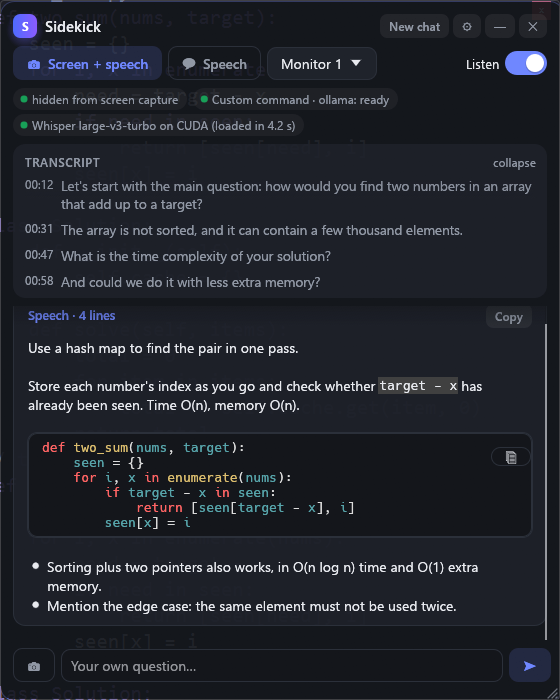 S Sidekick New chat
Screen + speech Speech Monitor 1 Listen
hidden from screen capture Custom command · ollama: ready
Whisper large-v3-turbo on CUDA (loaded in 4.2 s)
TRANSCRIPT collapse
00:12 Let's start with the main question: how would you find two numbers in an array
that add up to a target?
00:31 The array is not sorted, and it can contain a few thousand elements.
00:47 What is the time complexity of your solution?
00:58 And could we do it with less extra memory?
Speech · 4 lines Copy
Use a hash map to find the pair in one pass.
Store each number's index as you go and check whether target - x has
already been seen. Time O(n), memory O(n).
def two_sum(nums, target):
    seen = {}
    for i, x in enumerate(nums):
        if target - x in seen:
            return [seen[target - x], i]
        seen[x] = i
• Sorting plus two pointers also works, in O(n log n) time and O(1) extra
memory.
• Mention the edge case: the same element must not be used twice.
seen[x] = i
Your own question...